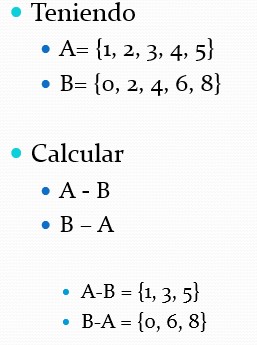 Teniendo
A= {1, 2, 3, 4, 5}
B= {0, 2, 4, 6, 8}
Calcular
A - B
B – A
A-B = {1, 3, 5}
B-A = {0, 6, 8}